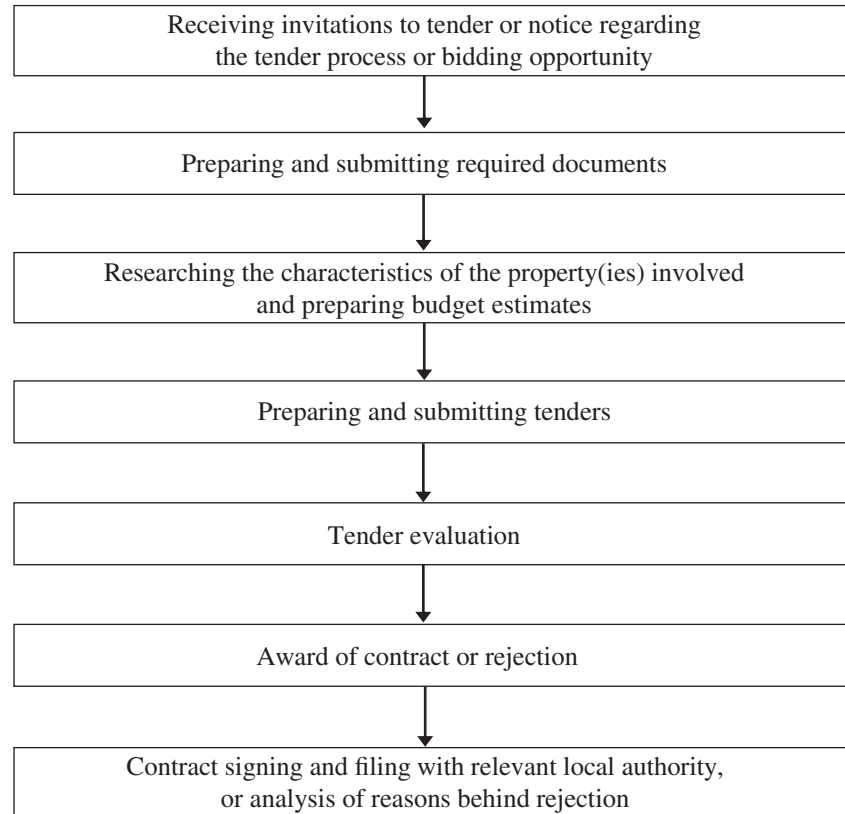 Receiving invitations to tender or notice regarding
the tender process or bidding opportunity
Preparing and submitting required documents
Researching the characteristics of the property(ies) involved
and preparing budget estimates
Preparing and submitting tenders
Tender evaluation
Award of contract or rejection
Contract signing and filing with relevant local authority,
or analysis of reasons behind rejection